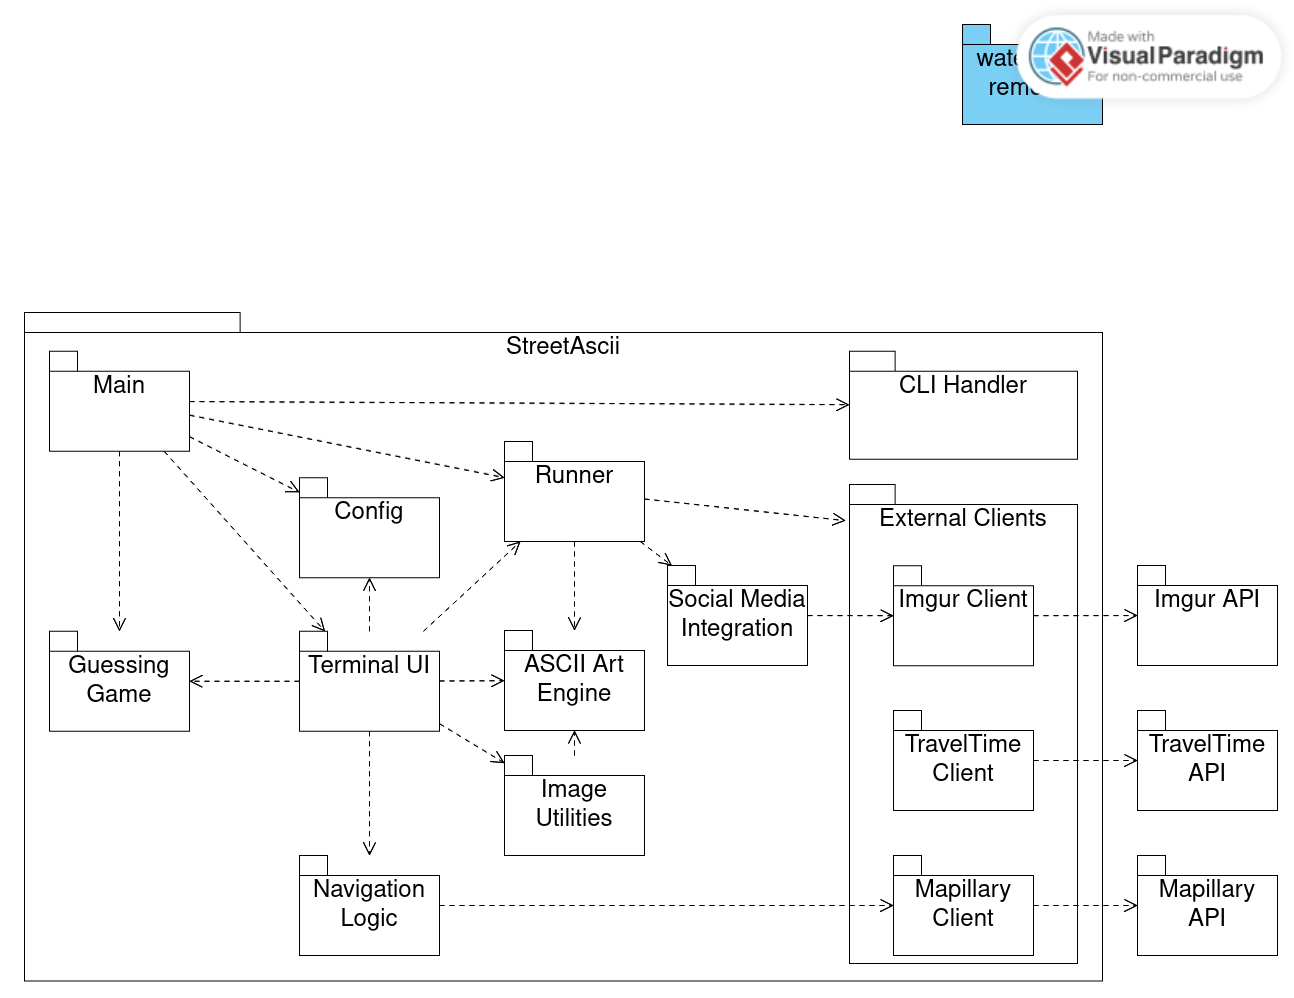 Made with
Visual Paradigm
For non-commercial use
StreetAscii
Main
CLI Handler
Runner
Config
External Clients
Social Media
Integration
Imgur Client
Imgur API
Guessing
Game
Terminal UI
ASCII Art
Engine
TravelTime
Client
TravelTime
API
Image
Utilities
Navigation
Logic
Mapillary
Client
Mapillary
API